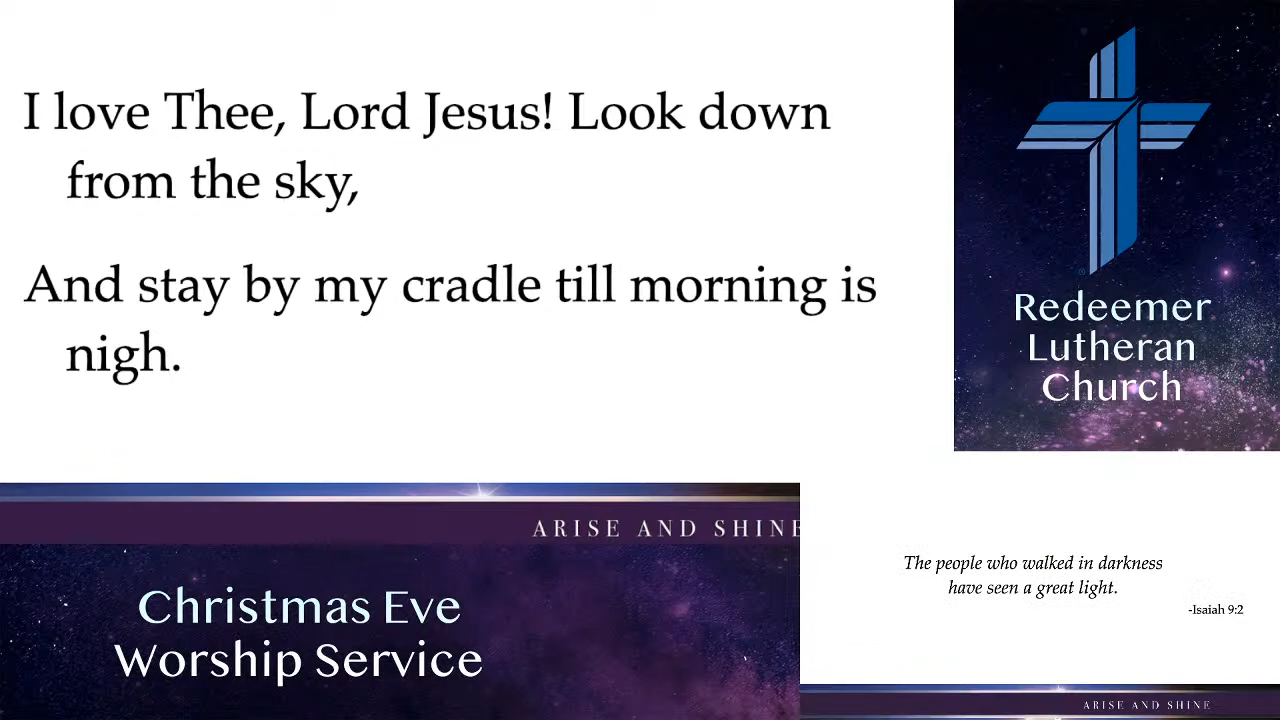 I love Thee, Lord Jesus! Look down
from the sky,
And stay by my cradle till morning is
nigh.
Redeemer
Lutheran
Church
ARISE AND SHINE
Christmas Eve
Worship Service
The people who walked in darkness
have seen a great light.
-Isaiah 9:2
ARISE AND SHINE